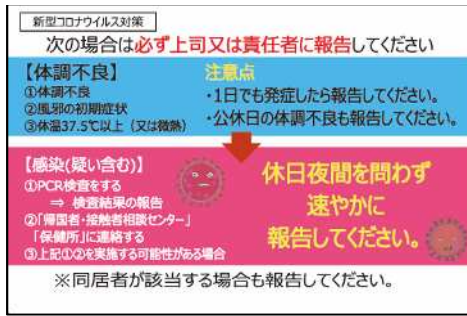 新型コロナウイルス対策
次の場合は必ず上司又は責任者に報告してください
【体調不良】
①体調不良
②風邪の初期症状
③体温37.5℃以上（又は微熱）
注意点
・1日でも発症したら報告してください。
・公休日の体調不良も報告してください。
【感染(疑い含む)】
①PCR検査をする
⇒ 検査結果の報告
②「帰国者・接触者相談センター」
「保健所」に連絡する
③上記①②を実施する可能性がある場合
休日夜間を問わず
速やかに
報告してください。
※同居者が該当する場合も報告してください。